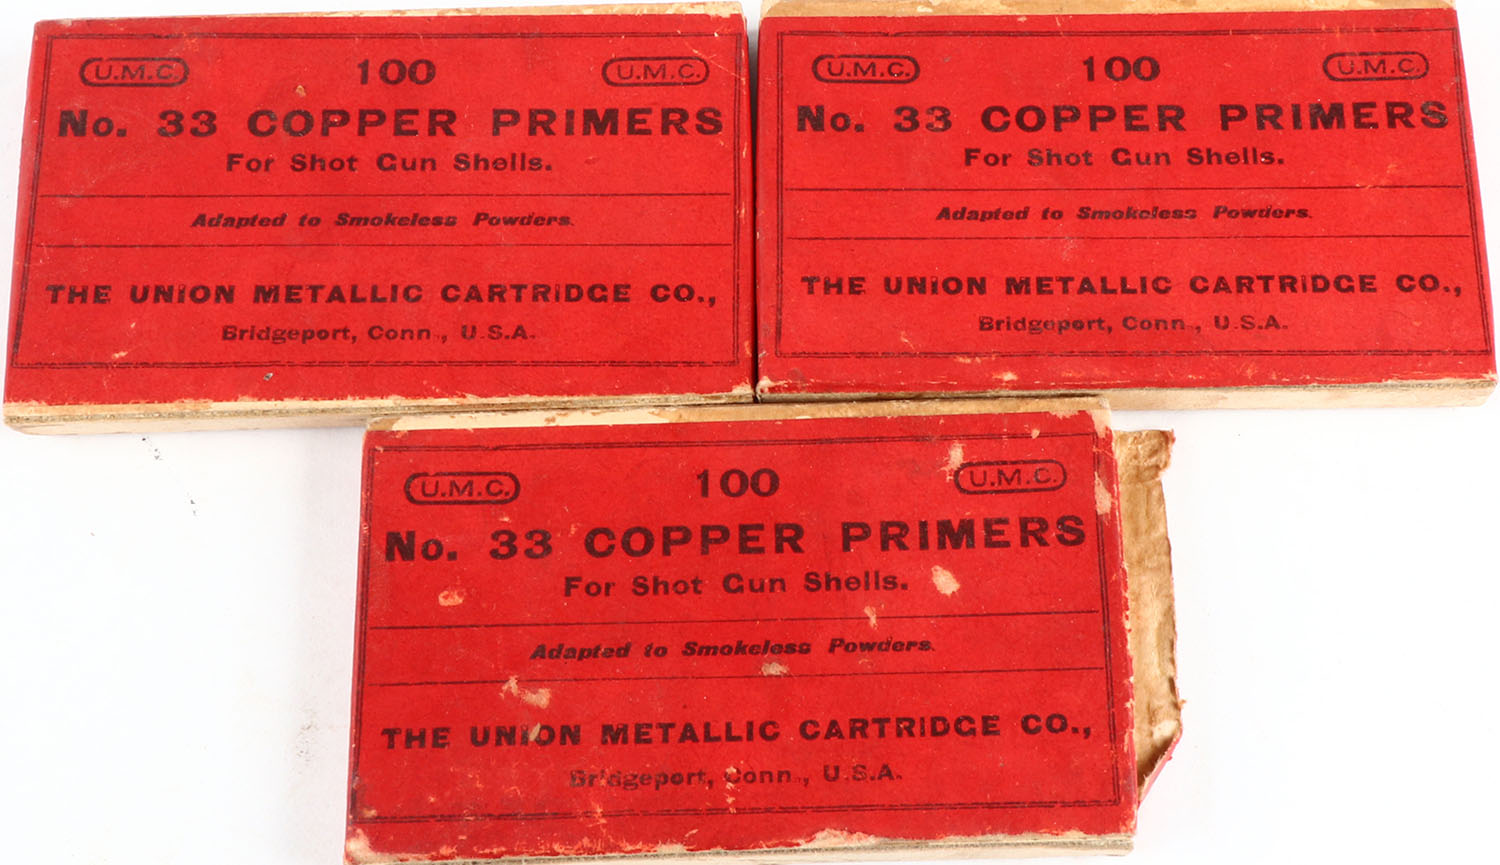 U.M.C. 100 U.M.C.
No. 33 COPPER PRIMERS
For Shot Gun Shells.
Adapted to Smokeless Powders.
THE UNION METALLIC CARTRIDGE CO.,
Bridgeport, Conn., U.S.A.
U.M.C. 100 U.M.C.
No. 33 COPPER PRIMERS
For Shot Gun Shells.
Adapted to Smokeless Powders.
THE UNION METALLIC CARTRIDGE CO.,
Bridgeport, Conn., U.S.A.
U.M.C. 100 U.M.C.
No. 33 COPPER PRIMERS
For Shot Gun Shells.
Adapted to Smokeless Powders.
THE UNION METALLIC CARTRIDGE CO.,
Bridgeport, Conn., U.S.A.